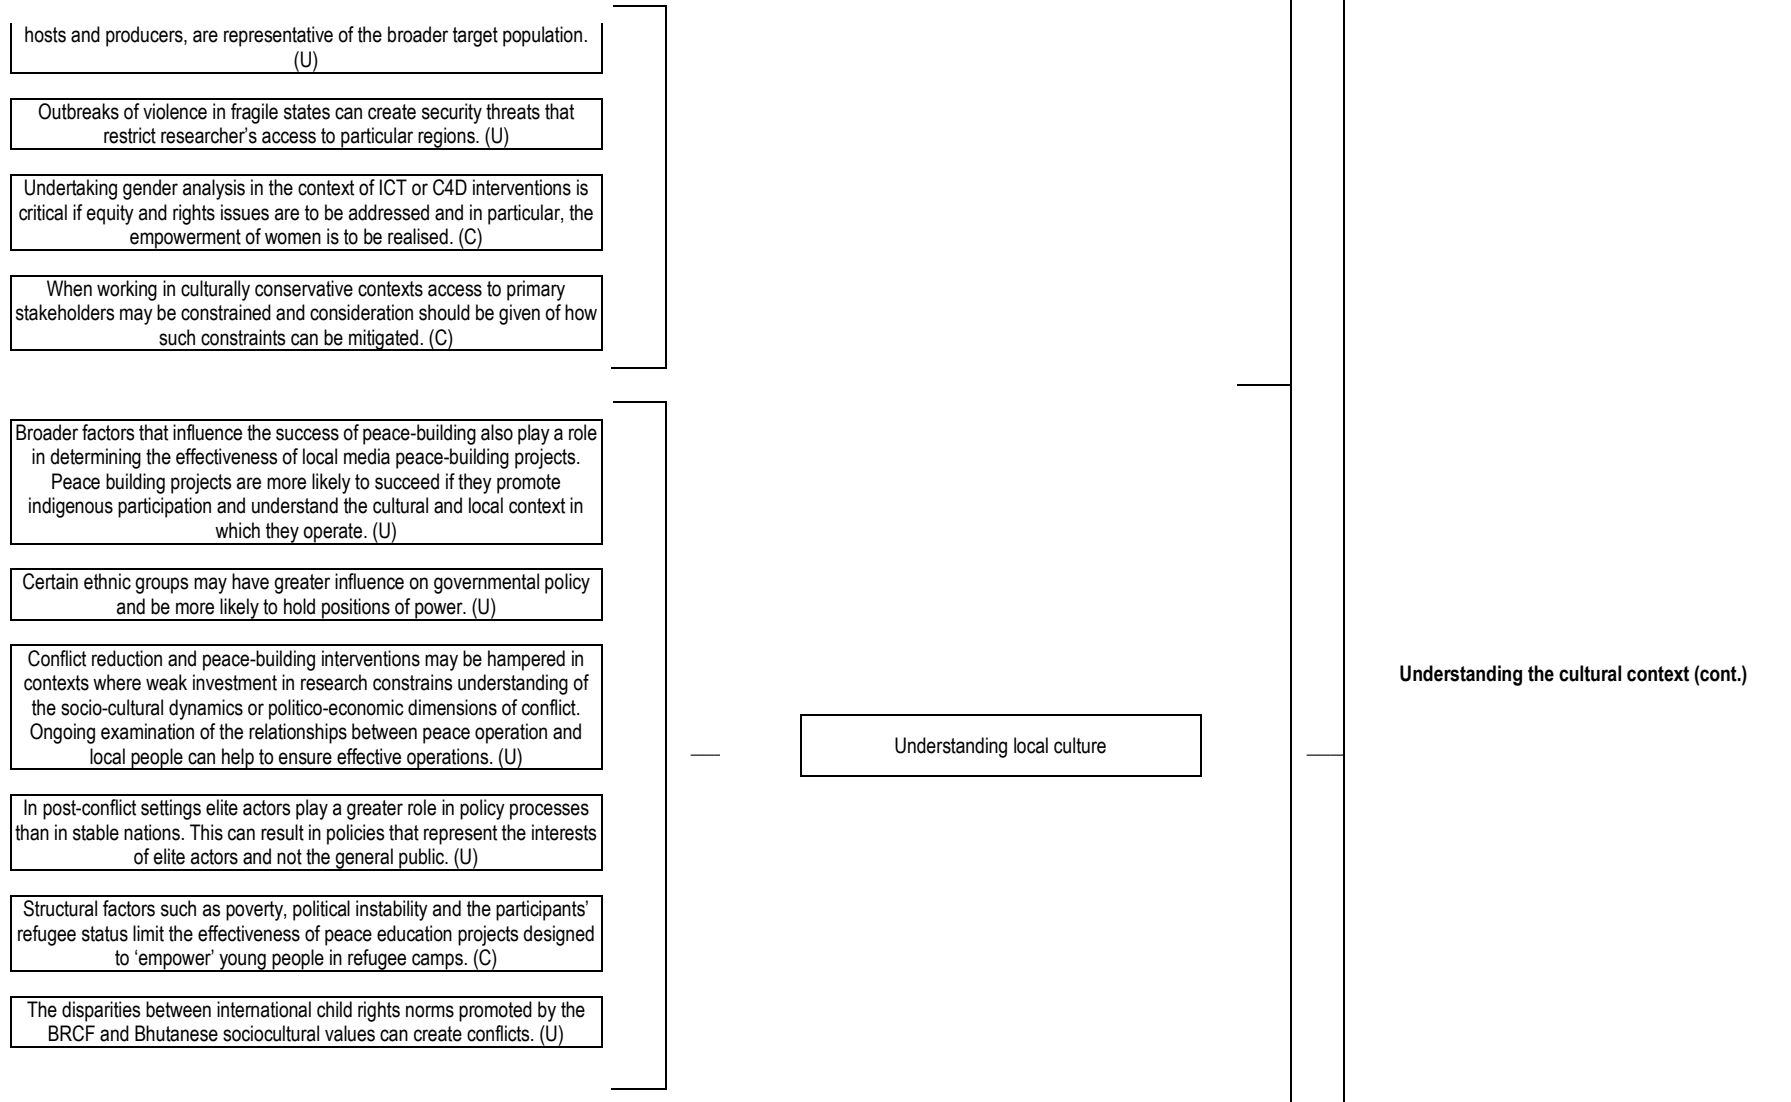 hosts and producers, are representative of the broader target population.
(U)
Outbreaks of violence in fragile states can create security threats that
restrict researcher’s access to particular regions. (U)
Undertaking gender analysis in the context of ICT or C4D interventions is
critical if equity and rights issues are to be addressed and in particular, the
empowerment of women is to be realised. (C)
When working in culturally conservative contexts access to primary
stakeholders may be constrained and consideration should be given of how
such constraints can be mitigated. (C)
Broader factors that influence the success of peace-building also play a role
in determining the effectiveness of local media peace-building projects.
Peace building projects are more likely to succeed if they promote
indigenous participation and understand the cultural and local context in
which they operate. (U)
Certain ethnic groups may have greater influence on governmental policy
and be more likely to hold positions of power. (U)
Conflict reduction and peace-building interventions may be hampered in
contexts where weak investment in research constrains understanding of
the socio-cultural dynamics or politico-economic dimensions of conflict.
Ongoing examination of the relationships between peace operation and
local people can help to ensure effective operations. (U)
In post-conflict settings elite actors play a greater role in policy processes
than in stable nations. This can result in policies that represent the interests
of elite actors and not the general public. (U)
Structural factors such as poverty, political instability and the participants’
refugee status limit the effectiveness of peace education projects designed
to ‘empower’ young people in refugee camps. (C)
The disparities between international child rights norms promoted by the
BRCF and Bhutanese sociocultural values can create conflicts. (U)
Understanding local culture
Understanding the cultural context (cont.)